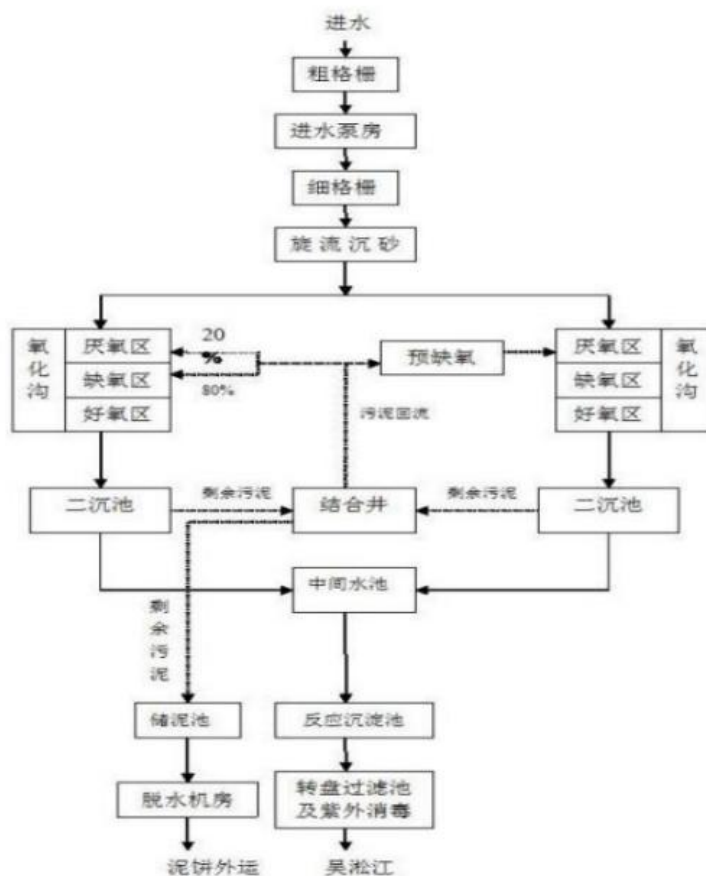 进水
粗格栅
进水泵房
细格栅
旋流沉砂
氧化沟
厌氧区
缺氧区
好氧区
20
%
80%
预缺氧
厌氧区
缺氧区
好氧区
氧化沟
污泥回流
二沉池
剩余污泥
结合井
剩余污泥
二沉池
中间水池
剩余污泥
储泥池
反应沉淀池
脱水机房
转盘过滤池
及紫外消毒
泥饼外运
吴淞江